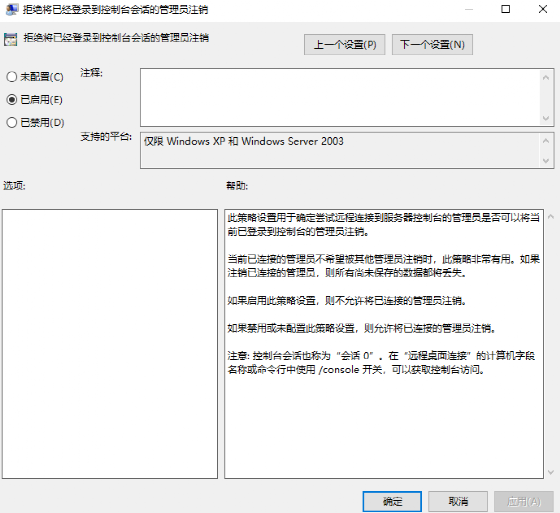 拒绝将已经登录到控制台会话的管理员注销
拒绝将已经登录到控制台会话的管理员注销
上一个设置(P)
下一个设置(N)
未配置(C)
注释:
已启用(E)
已禁用(D)
支持的平台:
仅限 Windows XP 和 Windows Server 2003
选项:
帮助:
此策略设置用于确定尝试远程连接到服务器控制台的管理员是否可以将当
前已登录到控制台的管理员注销。
当前已连接的管理员不希望被其他管理员注销时，此策略非常有用。如果
注销已连接的管理员，则所有尚未保存的数据都将丢失。
如果启用此策略设置，则不允许将已连接的管理员注销。
如果禁用或未配置此策略设置，则允许将已连接的管理员注销。
注意: 控制台会话也称为“会话 0”。在“远程桌面连接”的计算机字段
名称或命令行中使用 /console 开关，可以获取控制台访问。
确定
取消
应用(A)